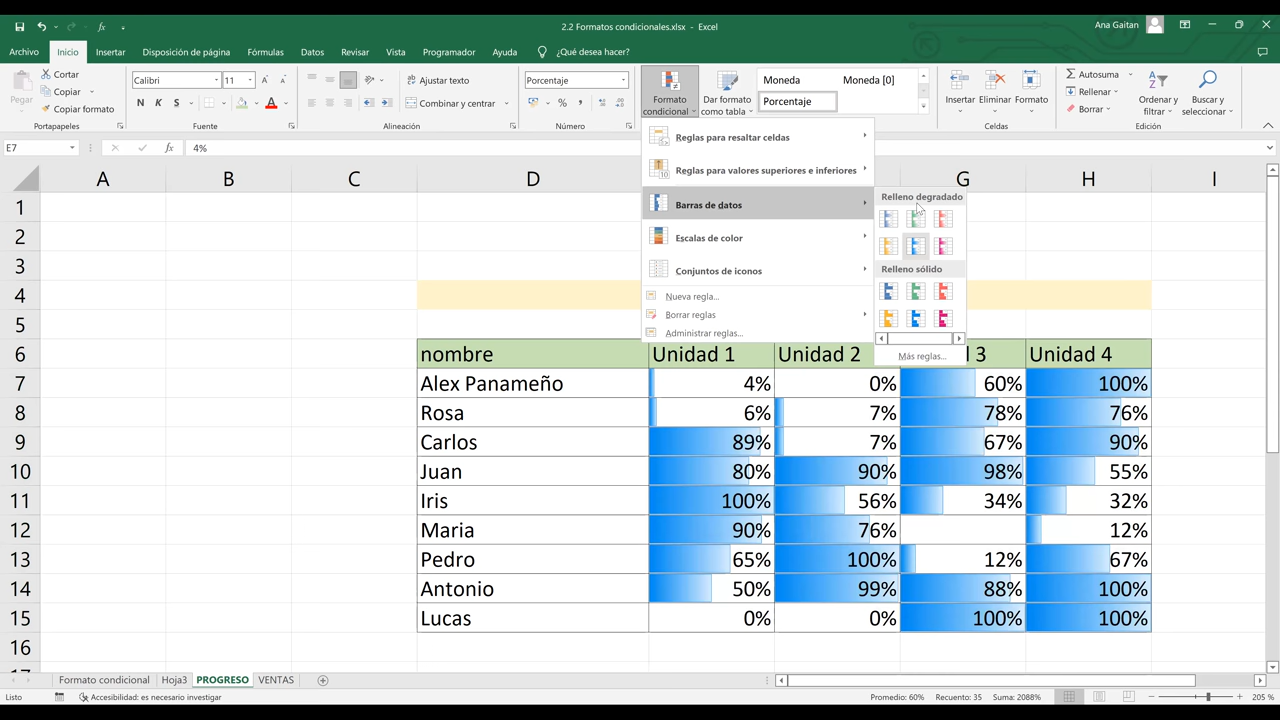 2.2 Formatos condicionales.xlsx - Excel
Ana Gaitan
Archivo Inicio Insertar Disposición de página Fórmulas Datos Revisar Vista Programador Ayuda ¿Qué desea hacer?
Pegar
Cortar
Copiar
Copiar formato
Portapapeles
Calibri 11
N K S
Fuente
Ajustar texto
Combinar y centrar
Alineación
Porcentaje
Número
Formato condicional
Dar formato como tabla
Moneda Moneda [0]
Porcentaje
Insertar Eliminar Formato
Celdas
Autosuma
Rellenar
Borrar
Ordenar y filtrar
Buscar y seleccionar
Edición
E7 fx 4%
Reglas para resaltar celdas
Reglas para valores superiores e inferiores
Barras de datos
Escalas de color
Conjuntos de iconos
Nueva regla...
Borrar reglas
Administrar reglas...
Relleno degradado
Relleno sólido
Más reglas...
A B C D G H I
1
2
3
4
5
6 nombre Unidad 1 Unidad 2 d 3 Unidad 4
7 Alex Panameño 4% 0% 60% 100%
8 Rosa 6% 7% 78% 76%
9 Carlos 89% 7% 67% 90%
10 Juan 80% 90% 98% 55%
11 Iris 100% 56% 34% 32%
12 Maria 90% 76% 12%
13 Pedro 65% 100% 12% 67%
14 Antonio 50% 99% 88% 100%
15 Lucas 0% 0% 100% 100%
16
17
Formato condicional Hoja3 PROGRESO VENTAS
Listo Accesibilidad: es necesario investigar Promedio: 60% Recuento: 35 Suma: 2088% 205 %